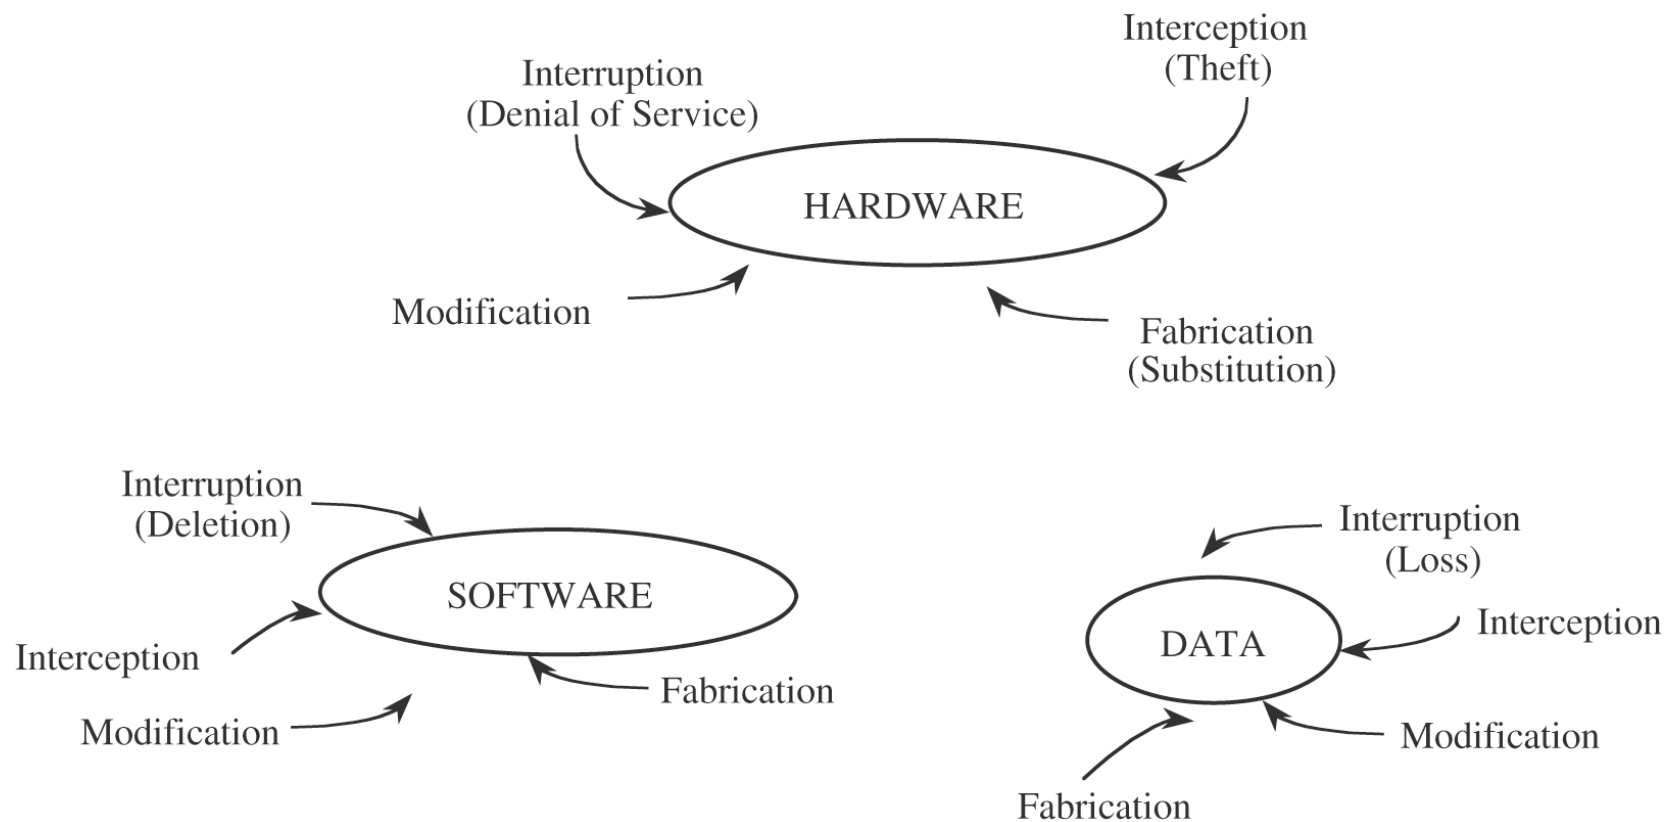 Interception
(Theft)
Interruption
(Denial of Service)
HARDWARE
Modification
Fabrication
(Substitution)
Interruption
(Deletion)
SOFTWARE
Interception
Modification
Fabrication
Interruption
(Loss)
Interception
DATA
Modification
Fabrication